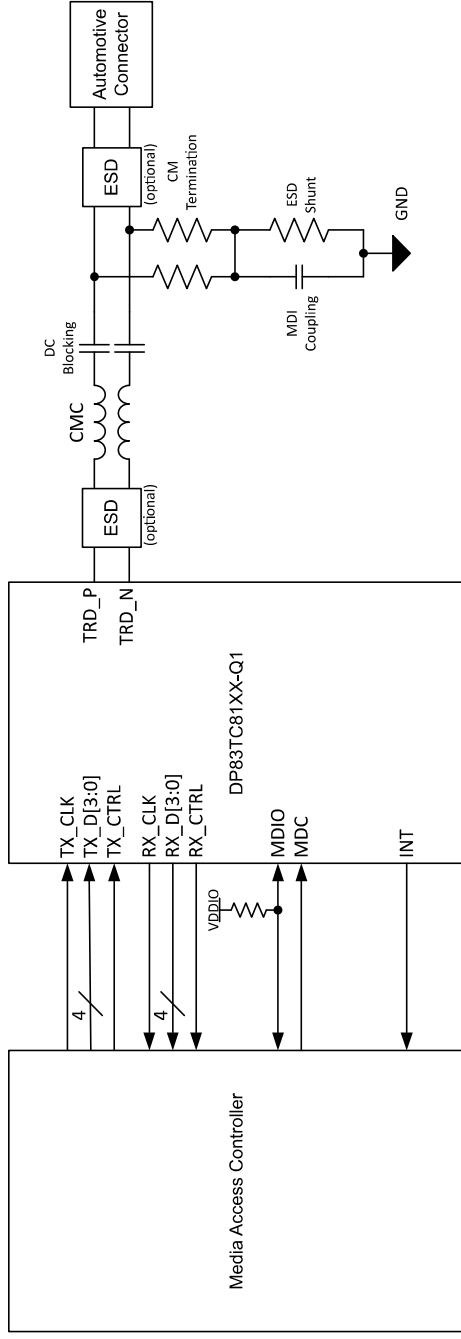 Media Access Controller
4
4
VDDIO
TX_CLK
TX_D[3:0]
TX_CTRL
RX_CLK
RX_D[3:0]
RX_CTRL
MDIO
MDC
INT
DP83TC81XX-Q1
TRD_P
TRD_N
ESD
(optional)
CMC
DC
Blocking
CM
Termination
MDI
Coupling
ESD
Shunt
GND
ESD
(optional)
Automotive
Connector